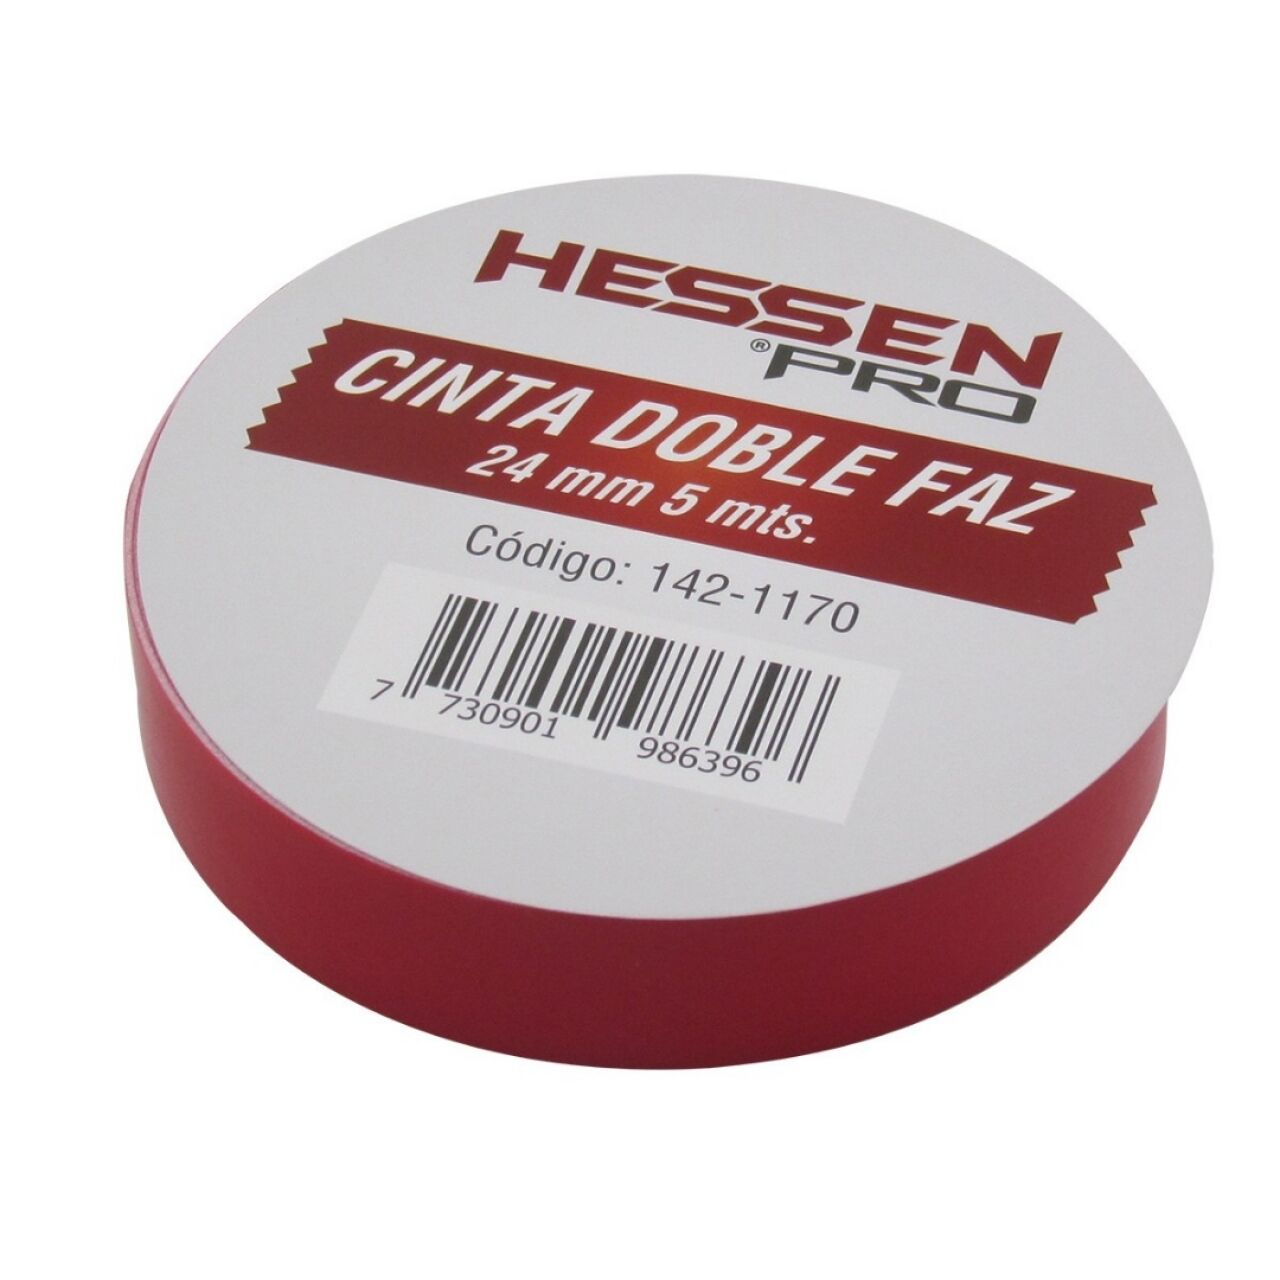 HESSEN
® PRO
CINTA DOBLE FAZ
24 mm 5 mts.
Código: 142-1170
7 730901 986396